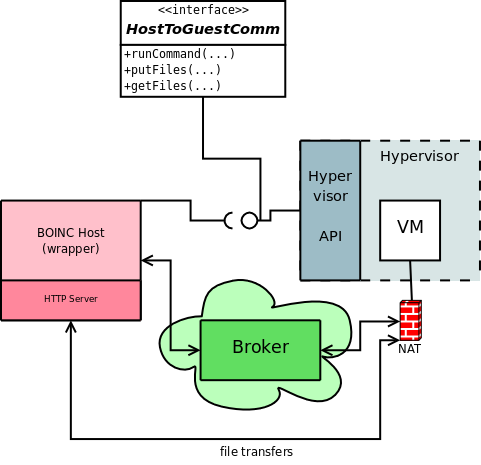 <<interface>>
HostToGuestComm
+runCommand(...)
+putFiles(...)
+getFiles(...)
Hypervisor
Hyper
visor
API
VM
BOINC Host
(wrapper)
HTTP Server
Broker
NAT
file transfers